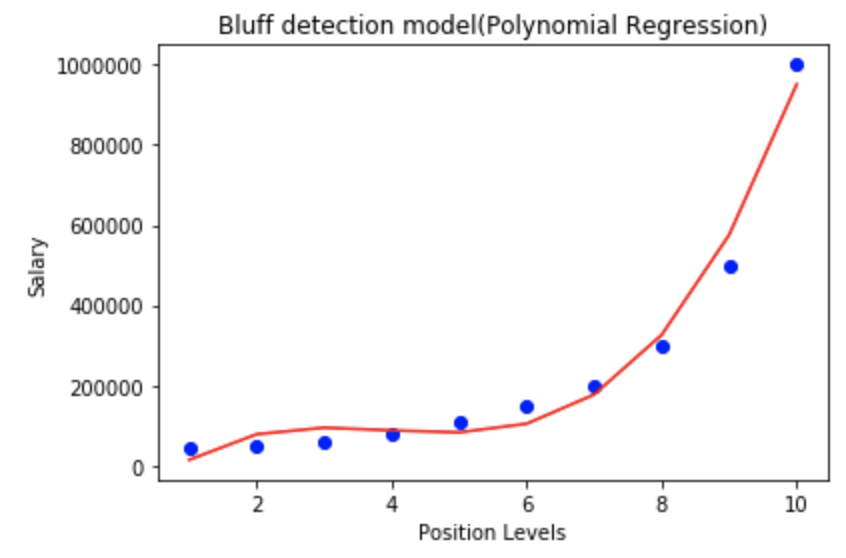 Bluff detection model(Polynomial Regression)
1000000
800000
600000
400000
200000
0
Salary
2 4 6 8 10
Position Levels